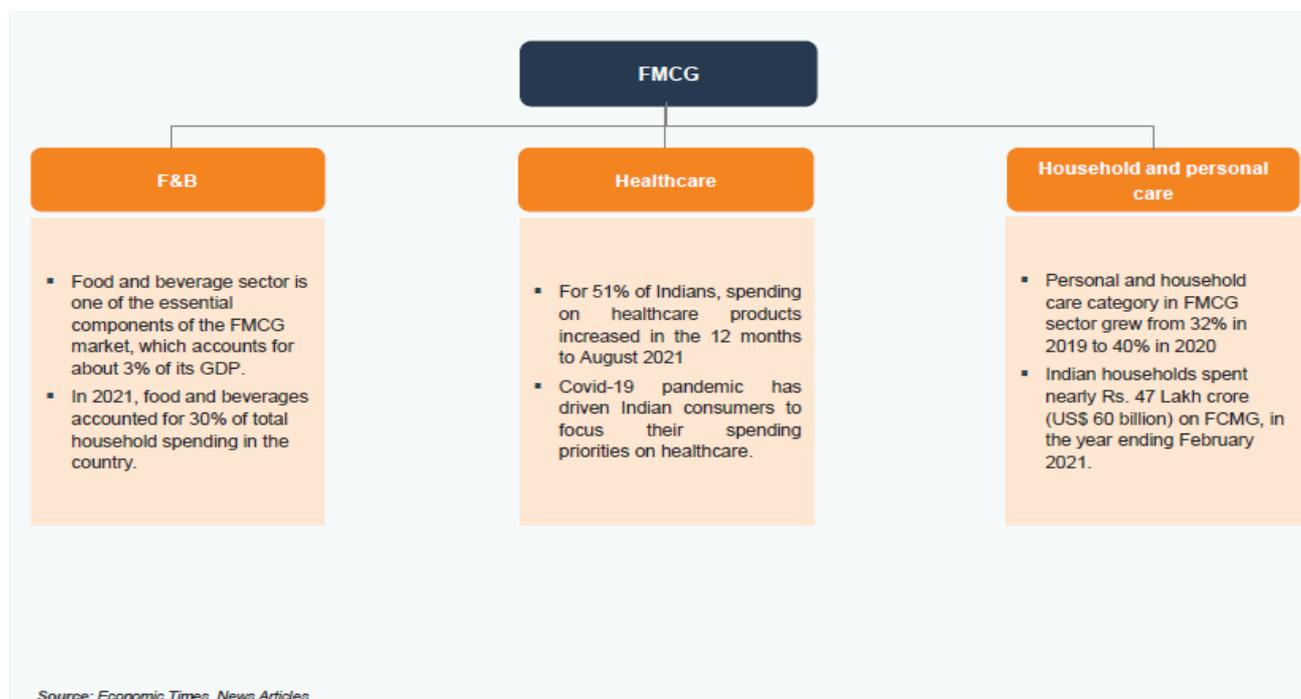 FMCG
F&B
▪ Food and beverage sector is
one of the essential
components of the FMCG
market, which accounts for
about 3% of its GDP.
▪ In 2021, food and beverages
accounted for 30% of total
household spending in the
country.
Healthcare
▪ For 51% of Indians, spending
on healthcare products
increased in the 12 months
to August 2021
▪ Covid-19 pandemic has
driven Indian consumers to
focus their spending
priorities on healthcare.
Household and personal
care
▪ Personal and household
care category in FMCG
sector grew from 32% in
2019 to 40% in 2020
▪ Indian households spent
nearly Rs. 47 Lakh crore
(US$ 60 billion) on FCMG, in
the year ending February
2021.
Source: Economic Times, News Articles